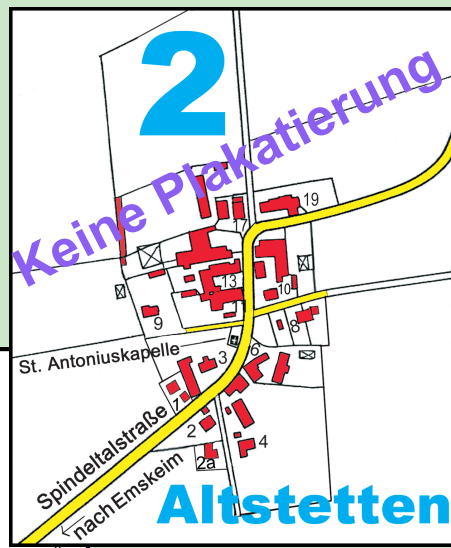 2
Keine Plakatierung
19
17
13
10
9
8
St. Antoniuskapelle
3
6
1
2
4
2a
Spindeltalstraße
nach Emskeim
Altstetten